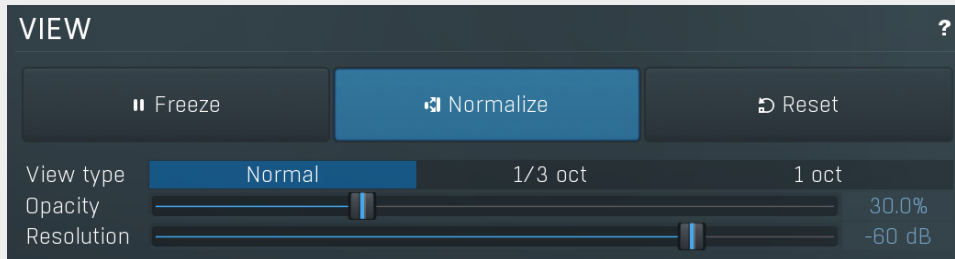 VIEW ?
Freeze Normalize Reset
View type Normal 1/3 oct 1 oct
Opacity 30.0%
Resolution -60 dB